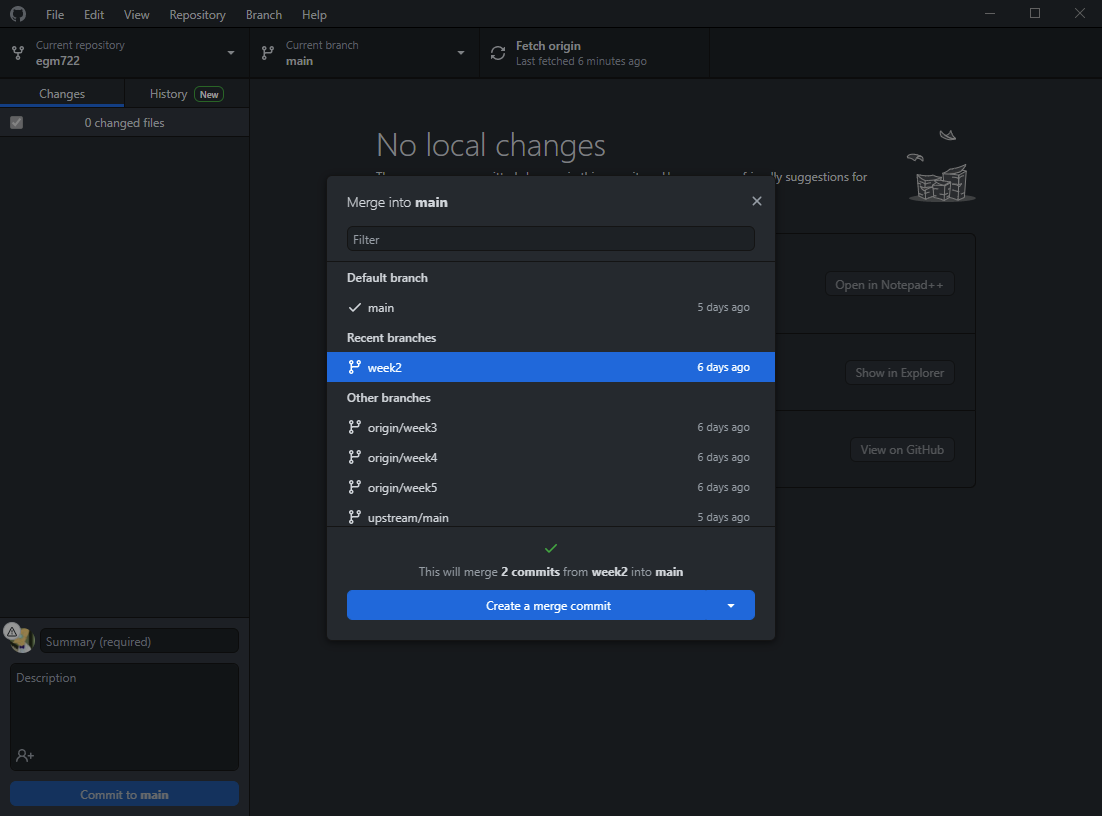 File Edit View Repository Branch Help
Current repository
egm722
Current branch
main
Fetch origin
Last fetched 6 minutes ago
Changes
History New
0 changed files
No local changes
suggestions for
Open in Notepad++
Show in Explorer
View on GitHub
Merge into main
Filter
Default branch
main 5 days ago
Recent branches
week2 6 days ago
Other branches
origin/week3 6 days ago
origin/week4 6 days ago
origin/week5 6 days ago
upstream/main 5 days ago
This will merge 2 commits from week2 into main
Create a merge commit
Summary (required)
Description
Commit to main